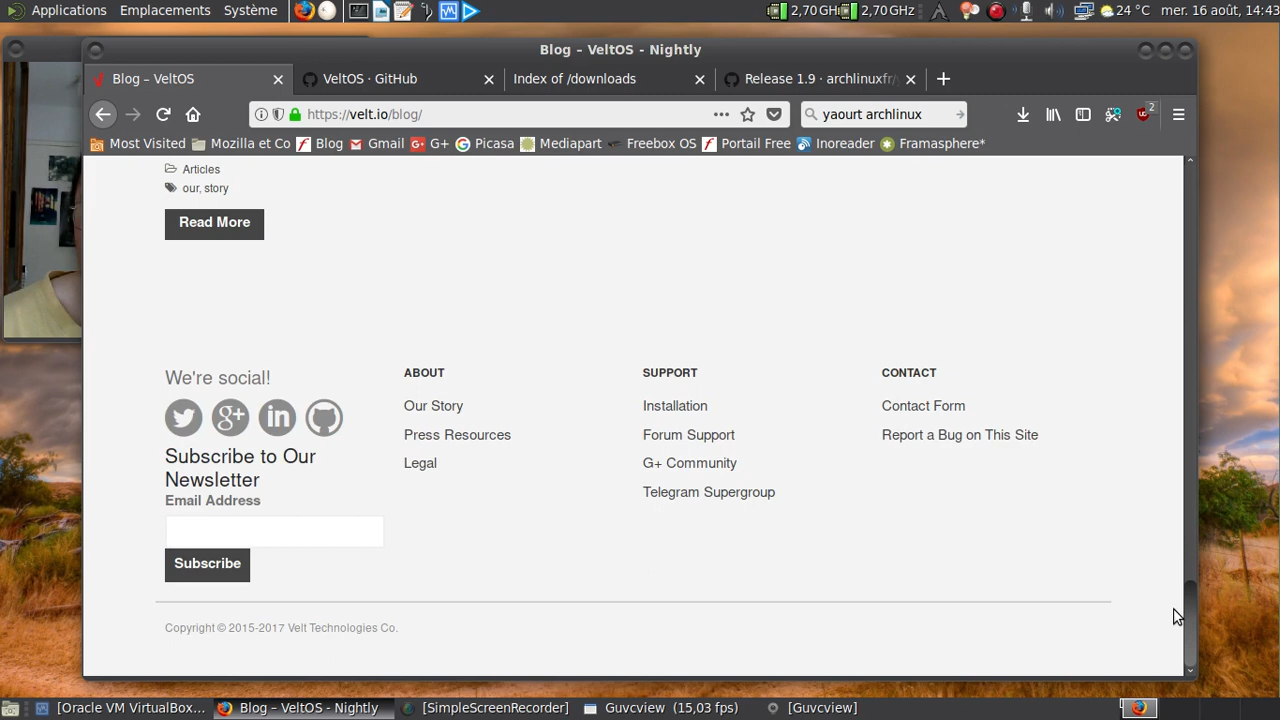 Applications Emplacements Système 2,70 GHz 2,70 GHz 24 °C mer. 16 août, 14:43
Blog – VeltOS - Nightly
Blog – VeltOS VeltOS · GitHub Index of /downloads Release 1.9 · archlinuxfr/
https://velt.io/blog/ yaourt archlinux 2
Most Visited Mozilla et Co Blog Gmail G+ Picasa Mediapart Freebox OS Portail Free Inoreader Framasphere*
Articles
our, story
Read More
We're social! ABOUT SUPPORT CONTACT
Our Story Installation Contact Form
Press Resources Forum Support Report a Bug on This Site
Legal G+ Community
Telegram Supergroup
Subscribe to Our
Newsletter
Email Address
Subscribe
Copyright © 2015-2017 Velt Technologies Co.
[Oracle VM VirtualBox... Blog – VeltOS - Nightly [SimpleScreenRecorder] Guvcview (15,03 fps) [Guvcview]